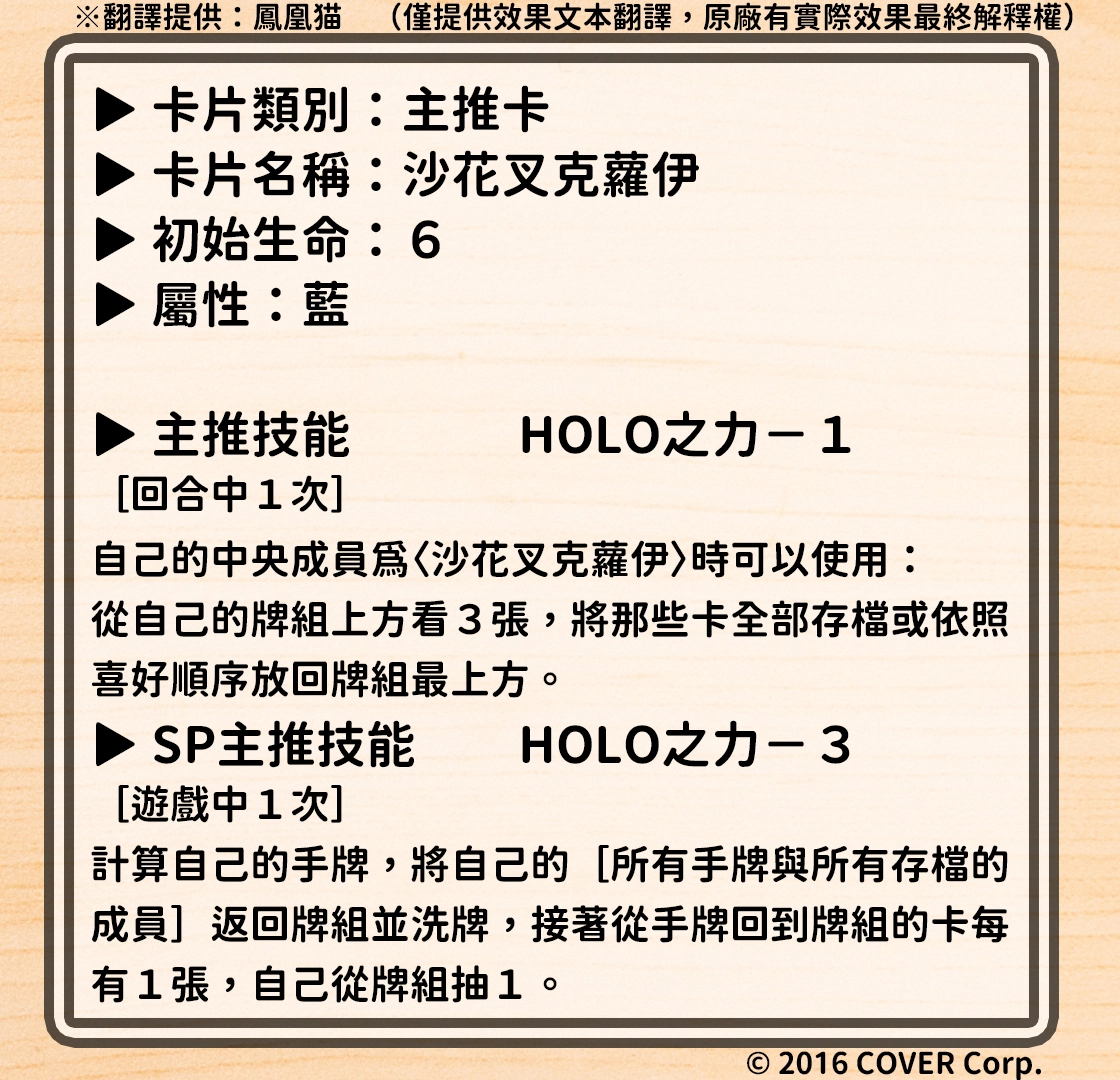 ※翻譯提供：鳳凰猫　（僅提供效果文本翻譯，原廠有實際效果最終解釋權）
▶ 卡片類別：主推卡
▶ 卡片名稱：沙花叉克蘿伊
▶ 初始生命：６
▶ 屬性：藍
▶ 主推技能　　　HOLO之力－１
［回合中１次］
自己的中央成員爲〈沙花叉克蘿伊〉時可以使用：
從自己的牌組上方看３張，將那些卡全部存檔或依照
喜好順序放回牌組最上方。
▶ SP主推技能　　HOLO之力－３
［遊戲中１次］
計算自己的手牌，將自己的［所有手牌與所有存檔的
成員］返回牌組並洗牌，接著從手牌回到牌組的卡每
有１張，自己從牌組抽１。
© 2016 COVER Corp.